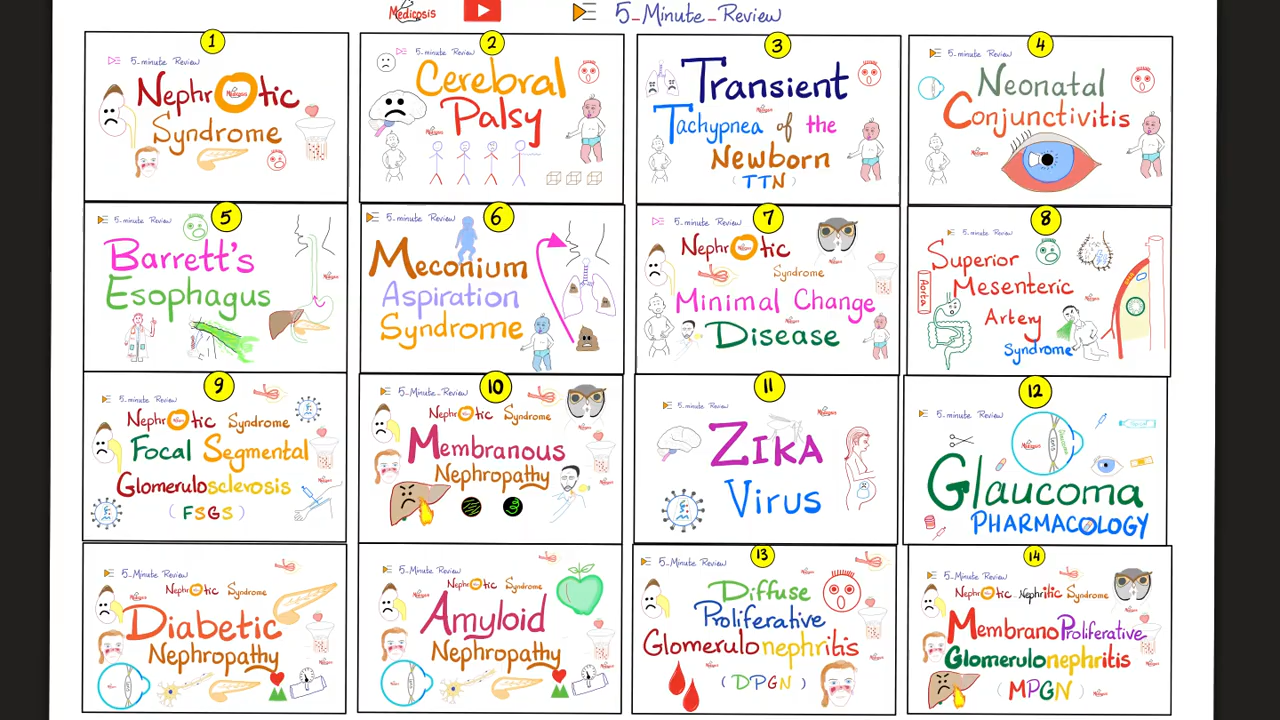 Medicosis
5_Minute_Review
1
5-minute Review
NephrOtic
Syndrome
2
5-minute Review
Cerebral
Palsy
3
Transient
Tachypnea of the
Newborn
(TTN)
4
5-minute Review
Neonatal
Conjunctivitis
5
5-minute Review
Barrett's
Esophagus
6
5-minute Review
Meconium
Aspiration
Syndrome
7
5-minute Review
NephrOtic
Syndrome
Minimal Change
Disease
8
5-minute Review
Superior
Mesenteric
Artery
Syndrome
Aorta
9
5-minute Review
NephrOtic Syndrome
Focal Segmental
Glomerulosclerosis
(FSGS)
10
5-Minute Review
NephrOtic Syndrome
Membranous
Nephropathy
11
5-minute Review
ZIKA
Virus
12
5-minute Review
Glaucoma
PHARMACOLOGY
5-Minute Review
NephrOtic Syndrome
Diabetic
Nephropathy
5-Minute Review
NephrOtic Syndrome
Amyloid
Nephropathy
13
5-Minute Review
Diffuse
Proliferative
Glomerulonephritis
(DPGN)
14
5-Minute Review
NephrOtic Nephritic Syndrome
MembranoProliferative
Glomerulonephritis
(MPGN)